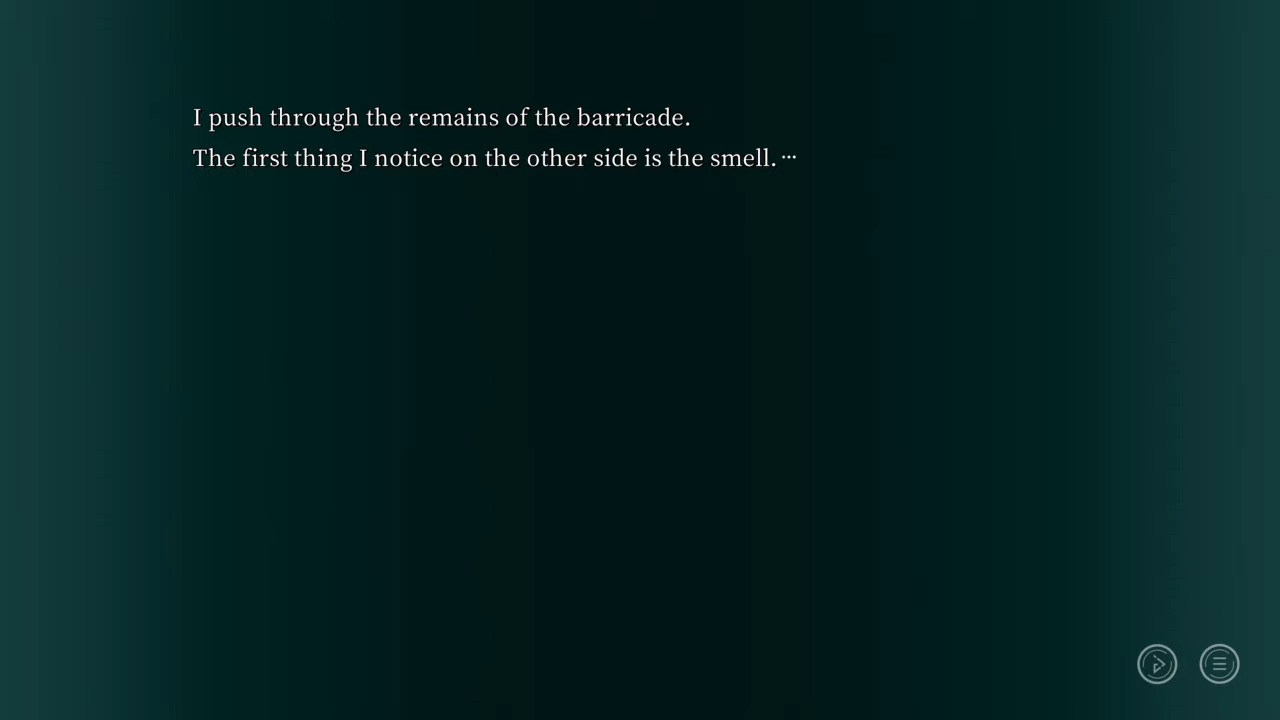 I push through the remains of the barricade.
The first thing I notice on the other side is the smell. ···